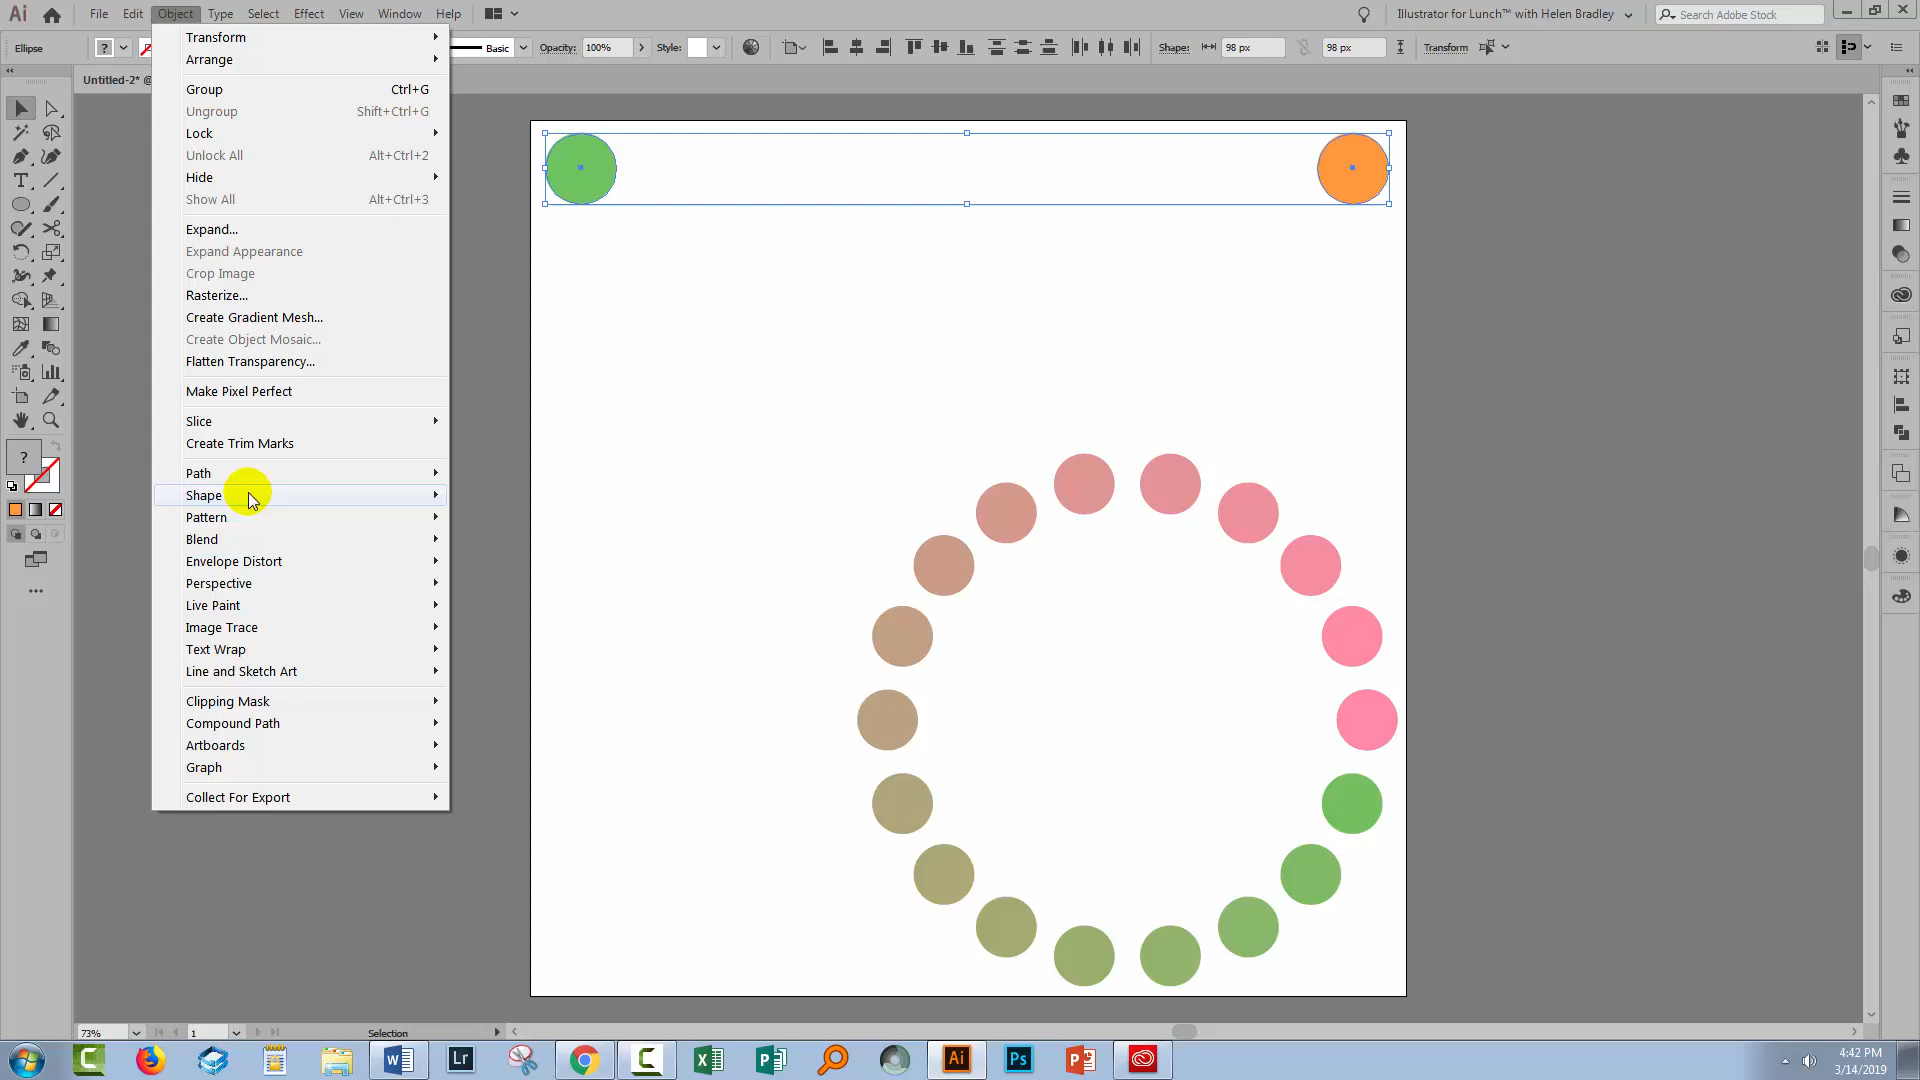 Ai File Edit Object Type Select Effect View Window Help Illustrator for Lunch™ with Helen Bradley Search Adobe Stock
Ellipse ? Basic Opacity: 100% Style: Shape: 98 px 98 px Transform
Untitled-2* @
Transform
Arrange
Group Ctrl+G
Ungroup Shift+Ctrl+G
Lock
Unlock All Alt+Ctrl+2
Hide
Show All Alt+Ctrl+3
Expand...
Expand Appearance
Crop Image
Rasterize...
Create Gradient Mesh...
Create Object Mosaic...
Flatten Transparency...
Make Pixel Perfect
Slice
Create Trim Marks
?
Path
Shape
Pattern
Blend
Envelope Distort
Perspective
Live Paint
Image Trace
Text Wrap
Line and Sketch Art
Clipping Mask
Compound Path
Artboards
Graph
Collect For Export
73% 1 Selection
C W Lr C X P Ai Ps P
4:42 PM
3/14/2019